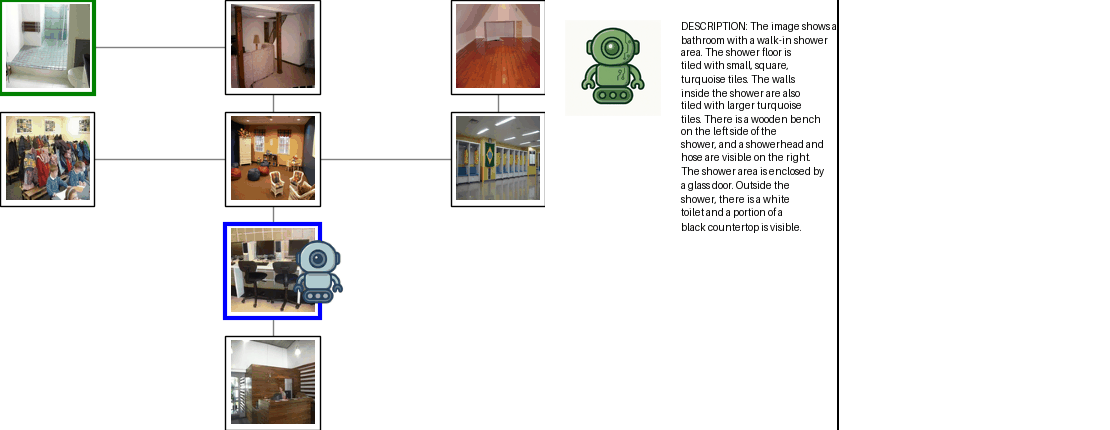 DESCRIPTION: The image shows a
bathroom with a walk-in shower
area. The shower floor is
tiled with small, square,
turquoise tiles. The walls
inside the shower are also
tiled with larger turquoise
tiles. There is a wooden bench
on the left side of the
shower, and a showerhead and
hose are visible on the right.
The shower area is enclosed by
a glass door. Outside the
shower, there is a white
toilet and a portion of a
black countertop is visible.